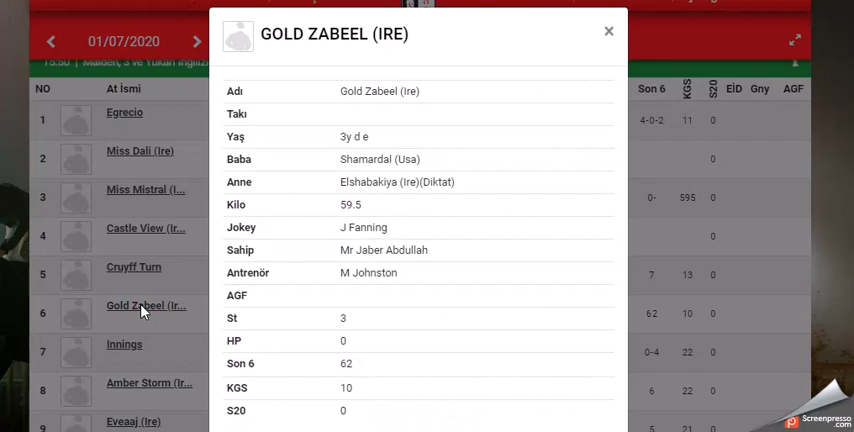 01/07/2020
15:50 | Maiden, 3 ve Yukarı İngiliz
NO At İsmi Son 6 KGS S20 EİD Gny AGF
1 Egrecio 4-0-2 11 0
2 Miss Dali (Ire) 0
3 Miss Mistral (I... 0- 595 0
4 Castle View (Ir... 0
5 Cruyff Turn 7 13 0
6 Gold Zabeel (Ir... 62 10 0
7 Innings 0-4 22 0
8 Amber Storm (Ir... 6 22 0
9 Eveaaj (Ire) 5 21 0
GOLD ZABEEL (IRE) ×
Adı Gold Zabeel (Ire)
Takı
Yaş 3y d e
Baba Shamardal (Usa)
Anne Elshabakiya (Ire)(Diktat)
Kilo 59.5
Jokey J Fanning
Sahip Mr Jaber Abdullah
Antrenör M Johnston
AGF
St 3
HP 0
Son 6 62
KGS 10
S20 0
Screenpresso
.com